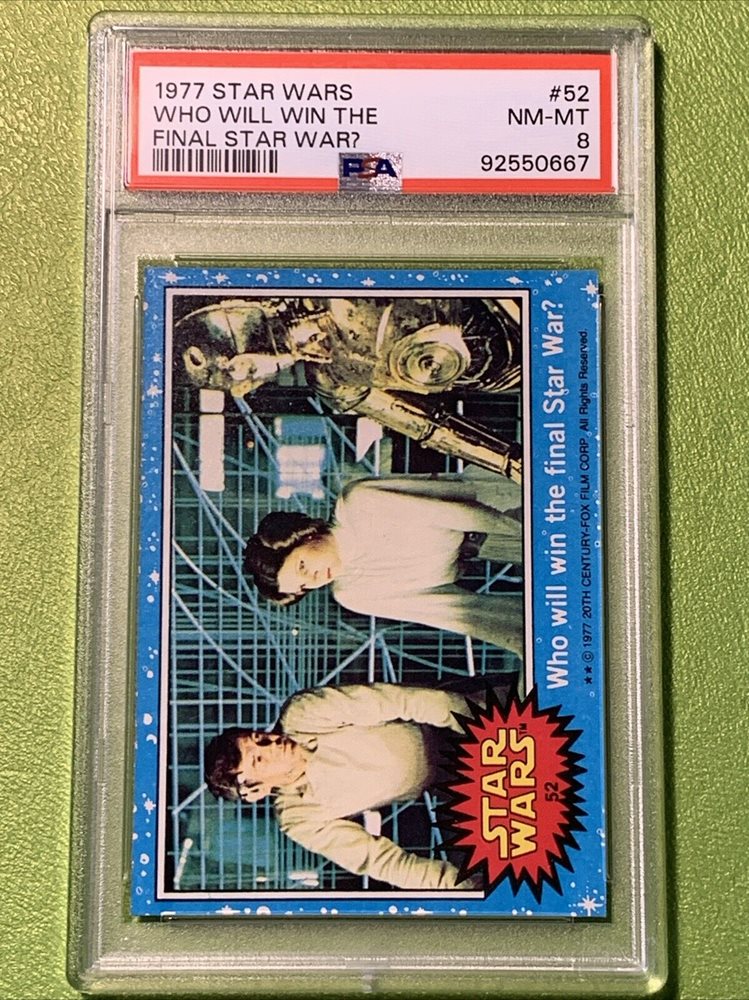 1977 STAR WARS #52
WHO WILL WIN THE NM-MT
FINAL STAR WAR? 8
PSA 92550667
Who will win the final Star War?
★★ © 1977 20TH CENTURY-FOX FILM CORP. All Rights Reserved.
STAR
WARS™
52